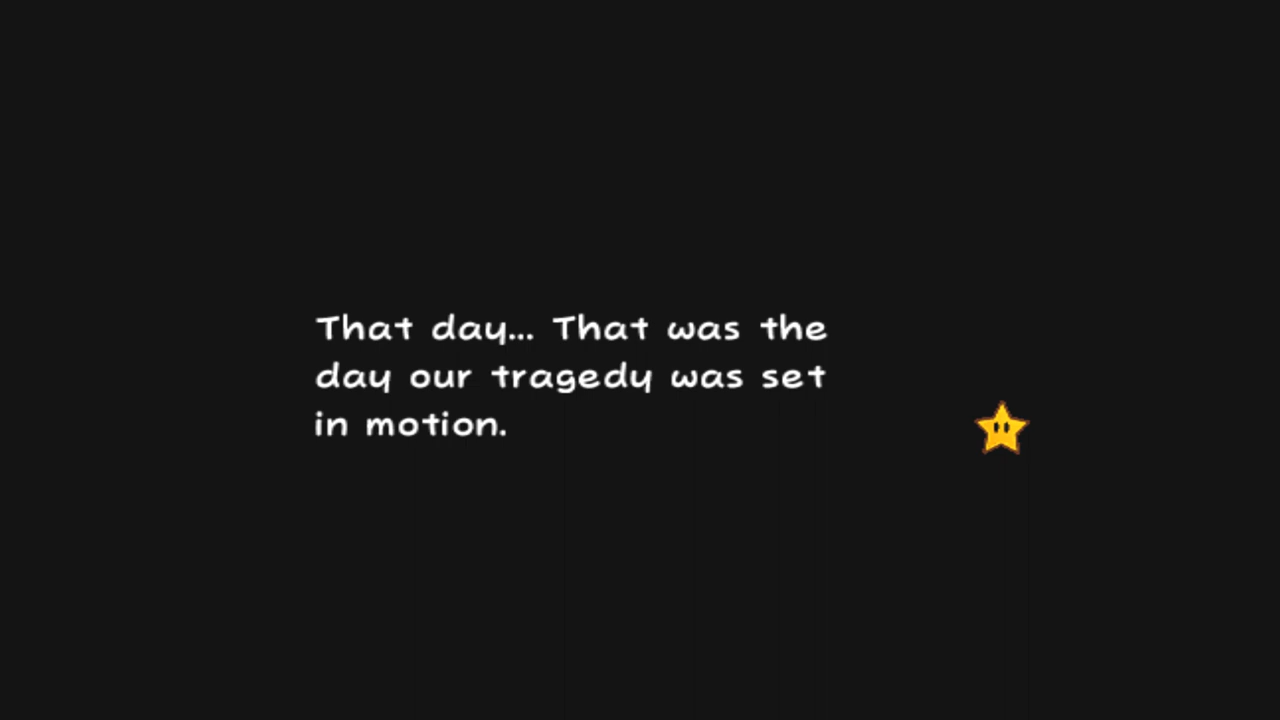 That day... That was the
day our tragedy was set
in motion.